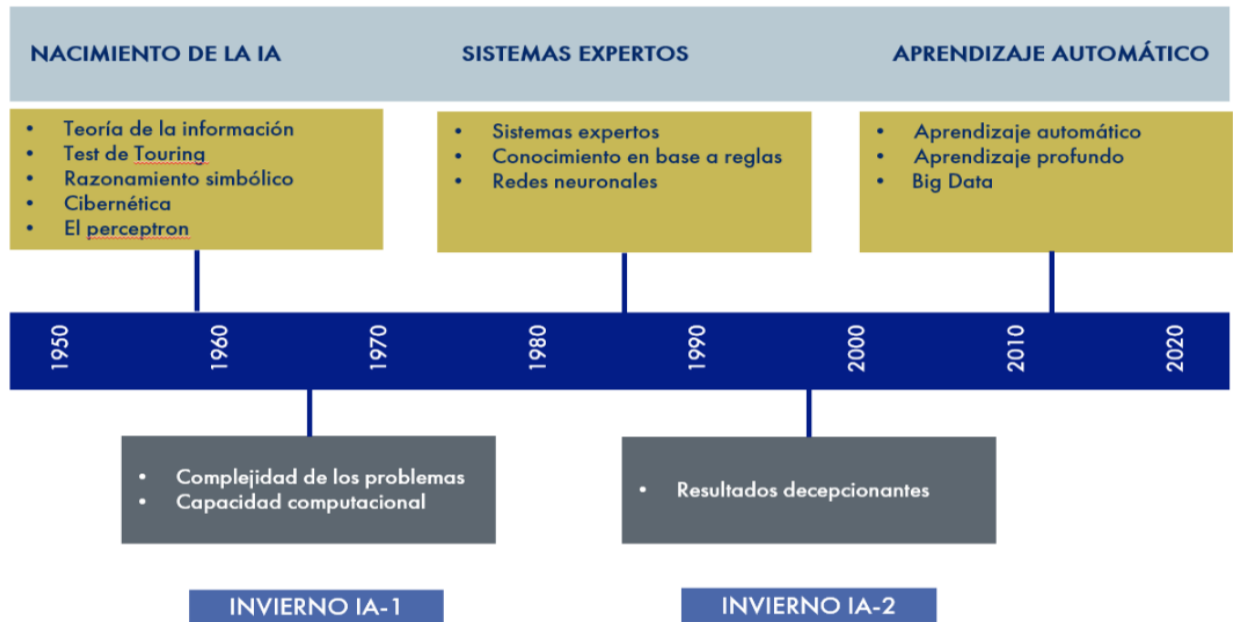 NACIMIENTO DE LA IA
SISTEMAS EXPERTOS
APRENDIZAJE AUTOMÁTICO
• Teoría de la información
• Test de Touring
• Razonamiento simbólico
• Cibernética
• El perceptron
• Sistemas expertos
• Conocimiento en base a reglas
• Redes neuronales
• Aprendizaje automático
• Aprendizaje profundo
• Big Data
1950
1960
1970
1980
1990
2000
2010
2020
• Complejidad de los problemas
• Capacidad computacional
• Resultados decepcionantes
INVIERNO IA-1
INVIERNO IA-2